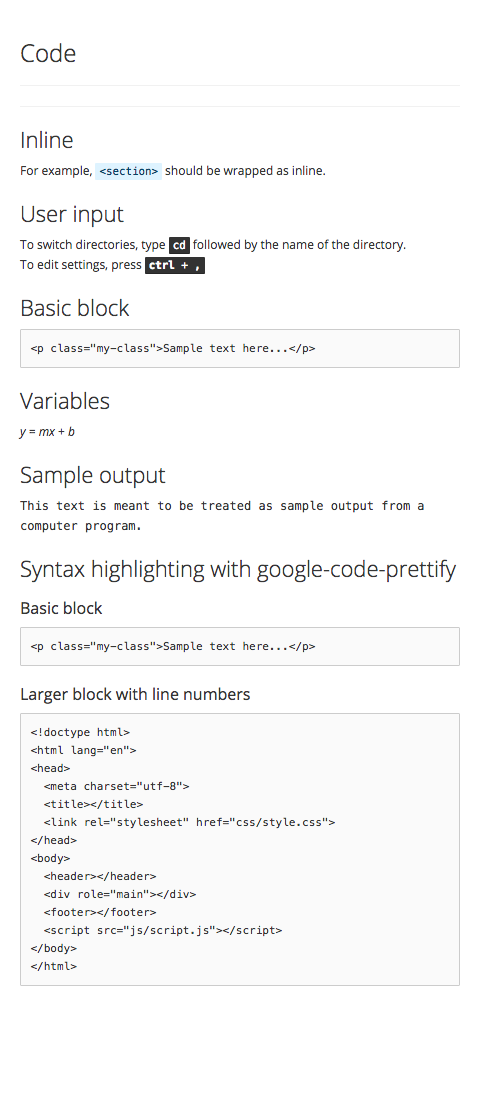 Code
Inline
For example, <section> should be wrapped as inline.
User input
To switch directories, type cd followed by the name of the directory.
To edit settings, press ctrl + ,
Basic block
<p class="my-class">Sample text here...</p>
Variables
y = mx + b
Sample output
This text is meant to be treated as sample output from a
computer program.
Syntax highlighting with google-code-prettify
Basic block
<p class="my-class">Sample text here...</p>
Larger block with line numbers
<!doctype html>
<html lang="en">
<head>
  <meta charset="utf-8">
  <title></title>
  <link rel="stylesheet" href="css/style.css">
</head>
<body>
  <header></header>
  <div role="main"></div>
  <footer></footer>
  <script src="js/script.js"></script>
</body>
</html>